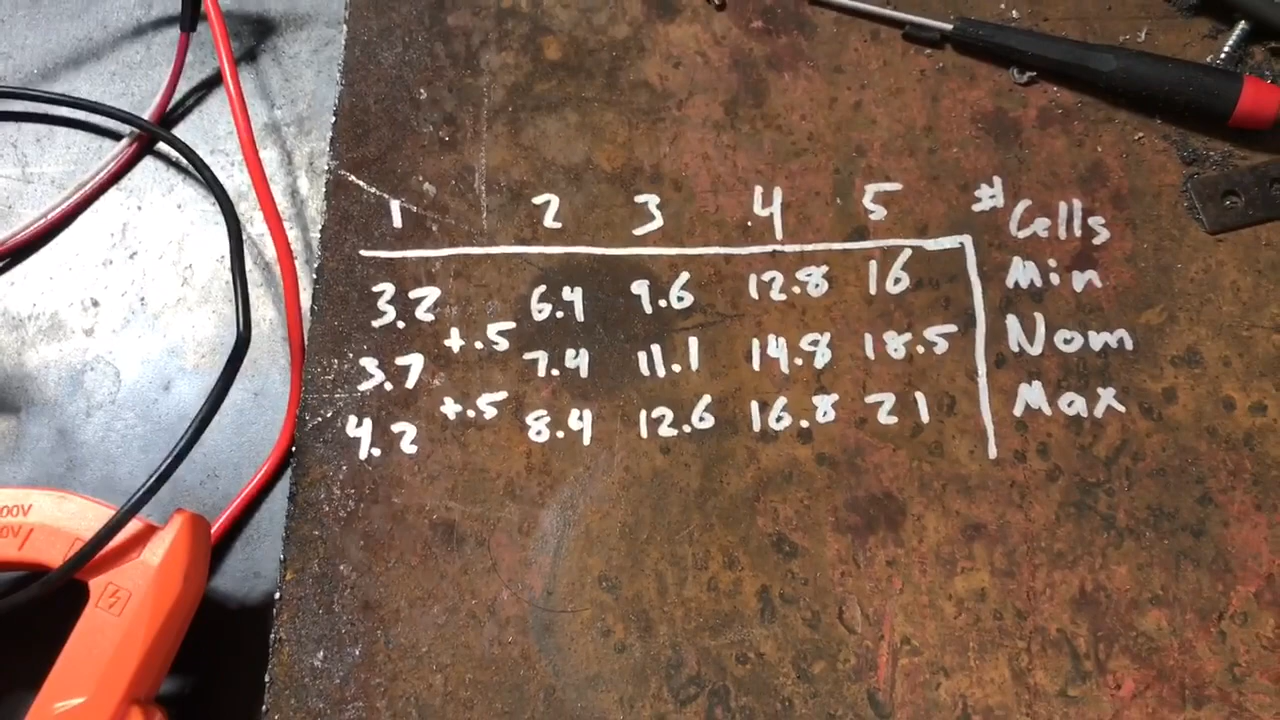 1 2 3 4 5 # Cells
3.2 6.4 9.6 12.8 16 Min
+.5
3.7 7.4 11.1 14.8 18.5 Nom
+.5
4.2 8.4 12.6 16.8 21 Max
00V
0V